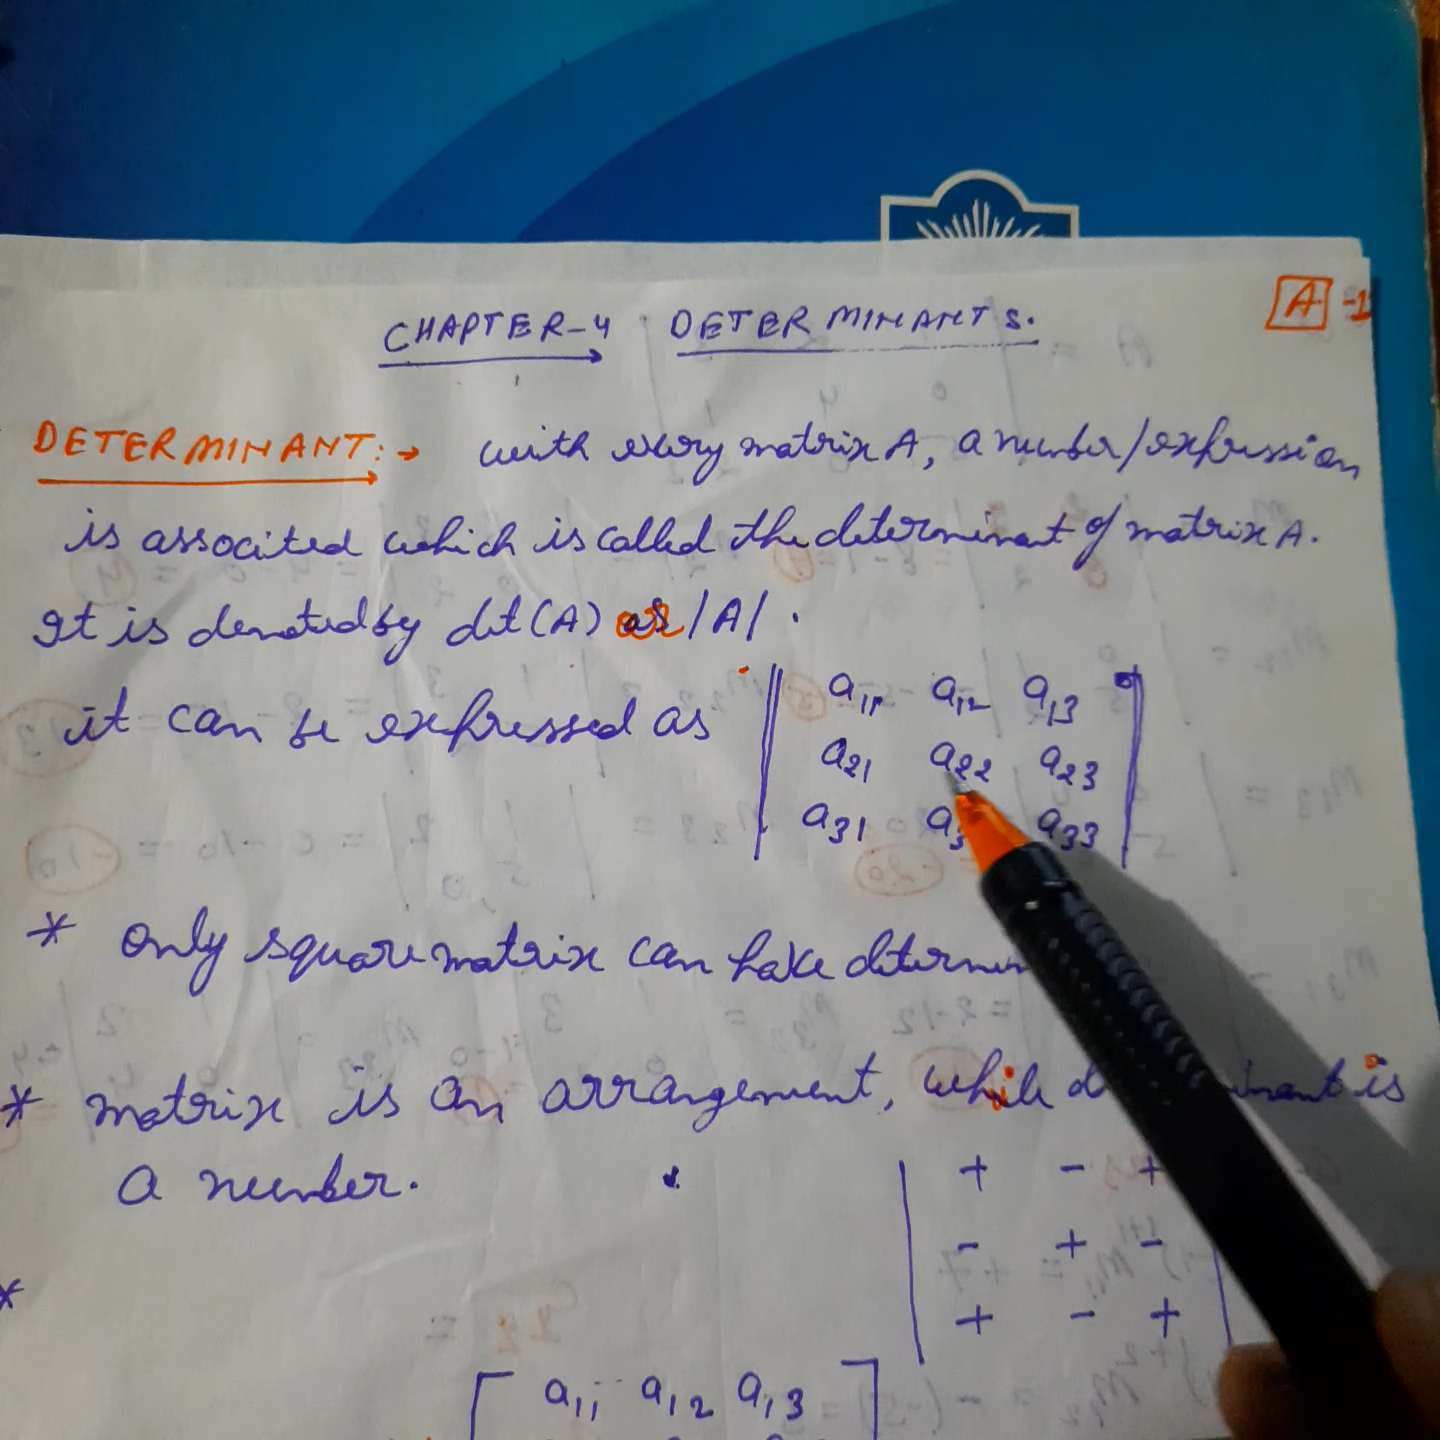 CHAPTER-4 DETERMINANTS.
A -1
DETERMINANT:→ with every matrix A, a number/expression
is associted which is called the determinant of matrix A.
It is denoted by det(A) or |A|.
it can be expressed as
a11 a12 a13
a21 a22 a23
a31 a33
* only square matrix can have
* matrix is an arrangement, while is
a number.
+ - +
- + -
+ - +
*
a11 a12 a13